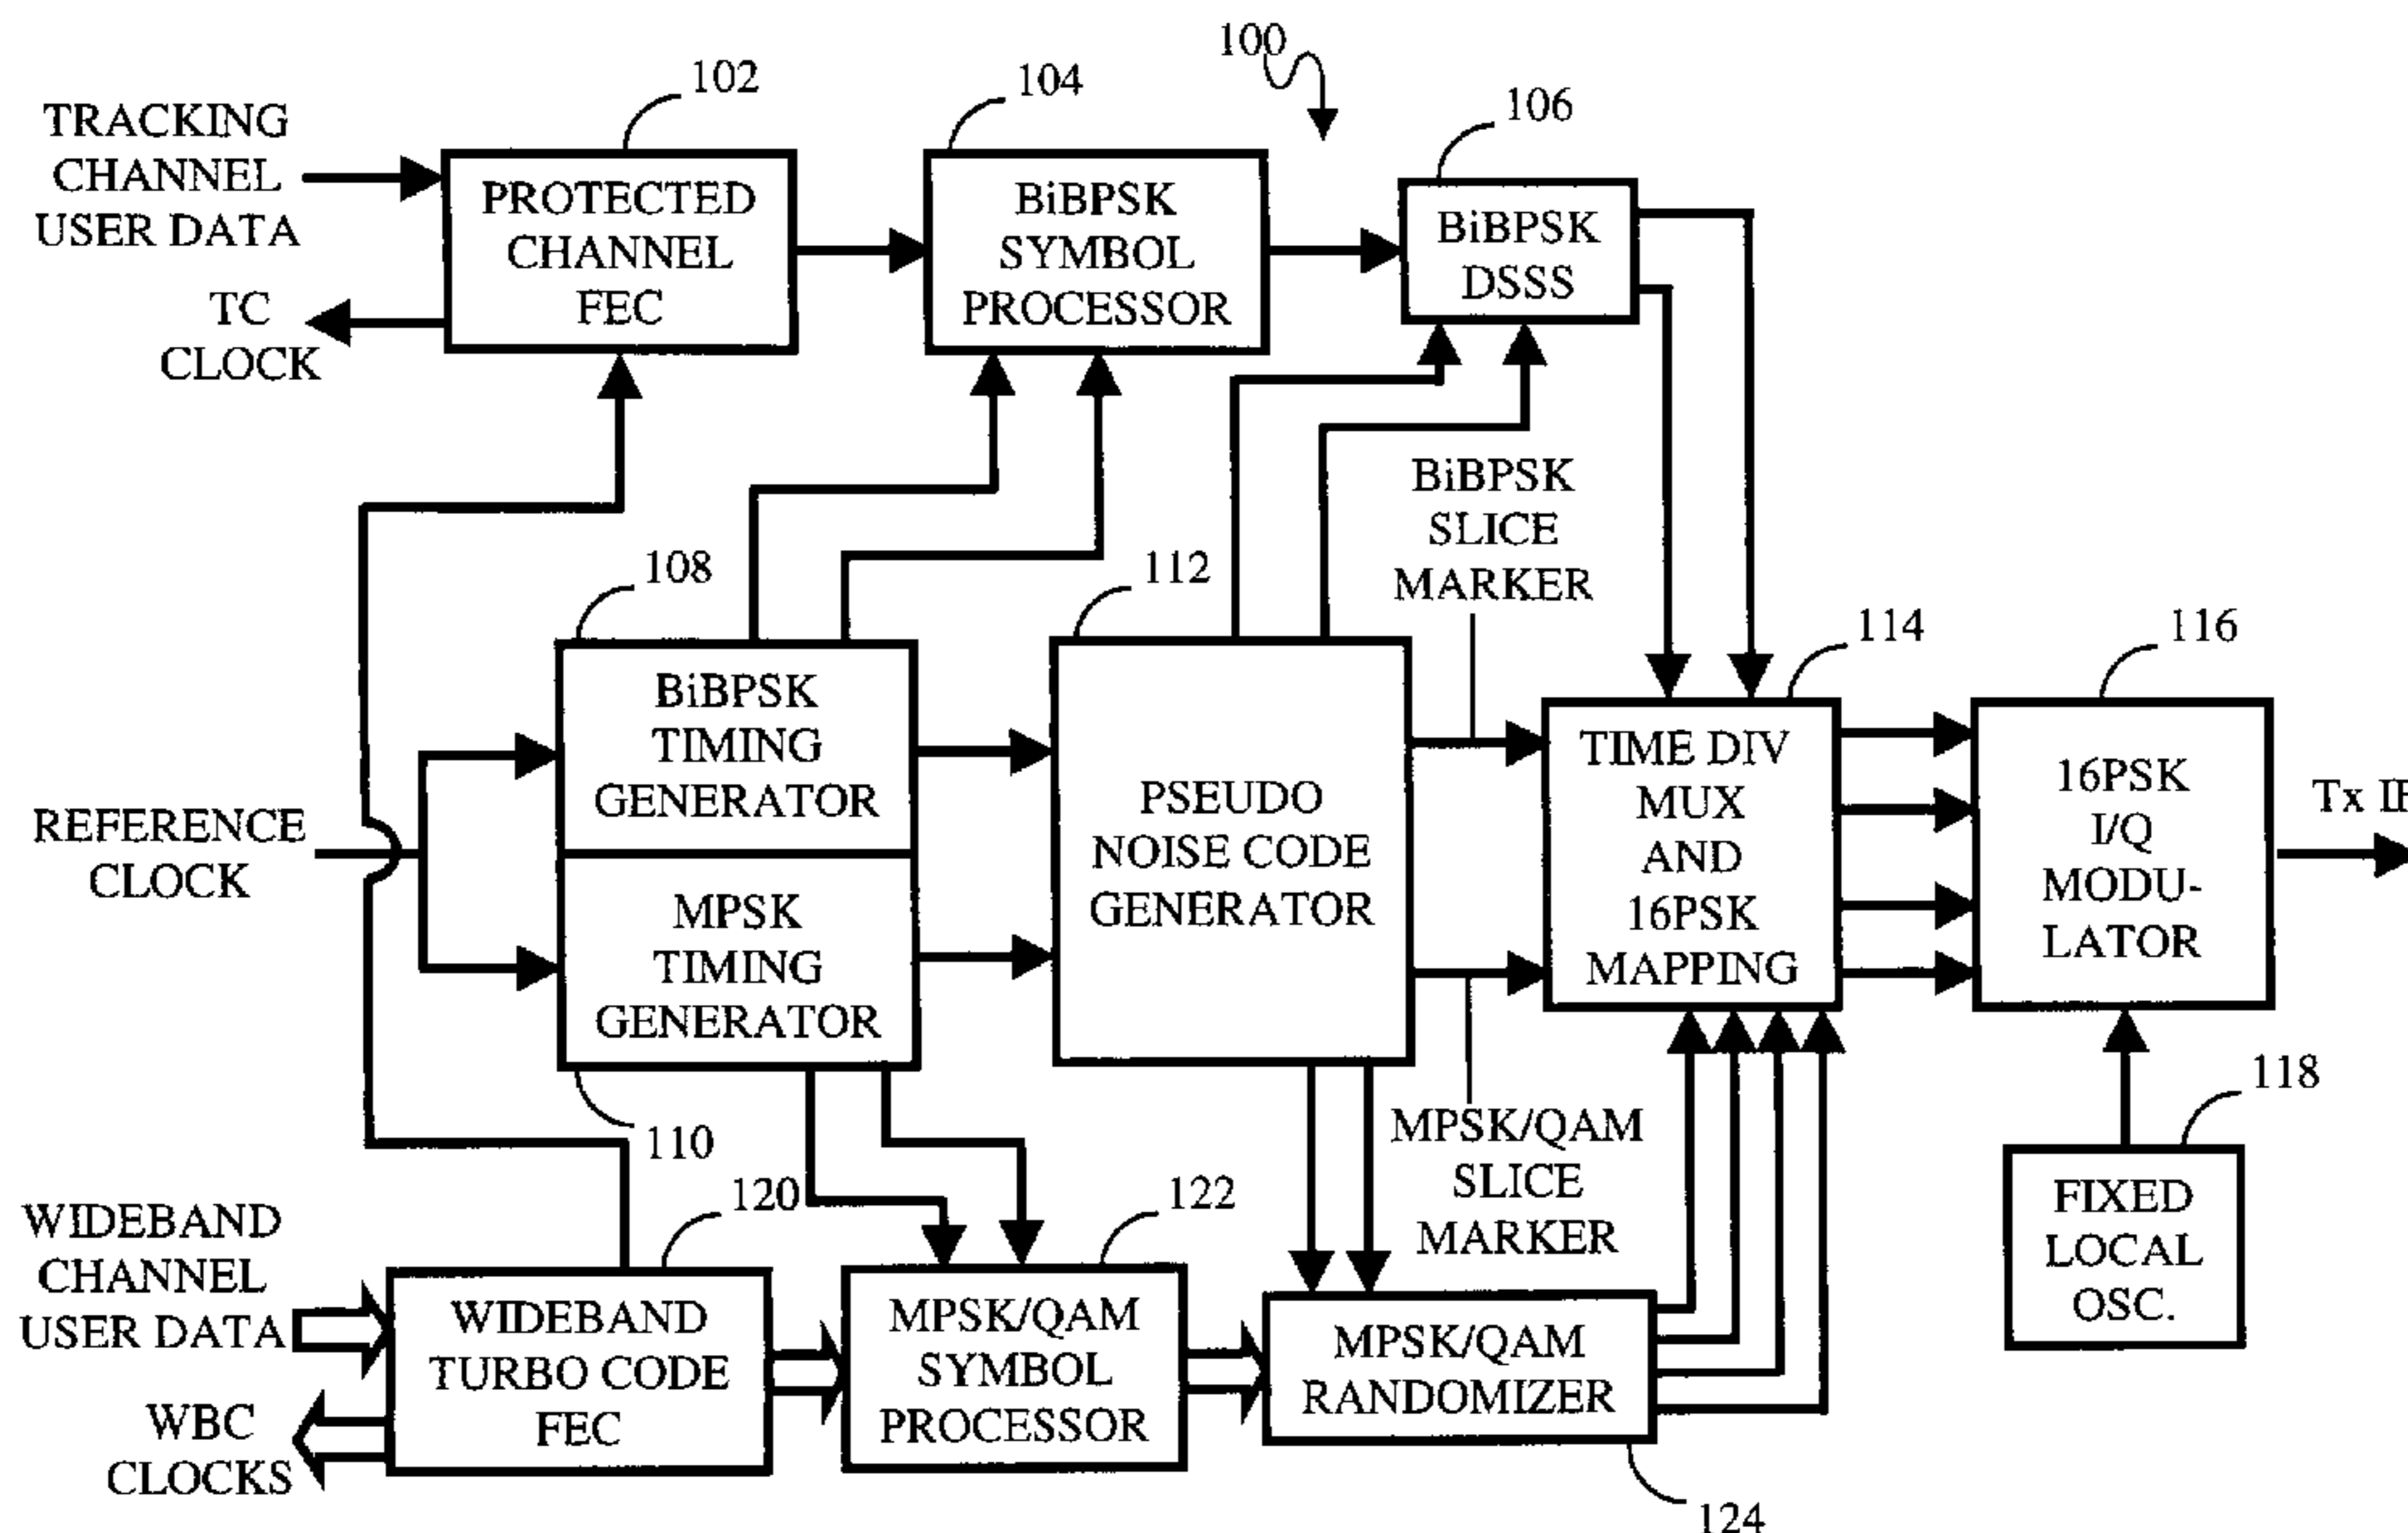 100
102
104
106
TRACKING
CHANNEL
USER DATA
TC
CLOCK
PROTECTED
CHANNEL
FEC
BiBPSK
SYMBOL
PROCESSOR
BiBPSK
DSSS
BiBPSK
SLICE
MARKER
108
112
114
116
REFERENCE
CLOCK
BiBPSK
TIMING
GENERATOR
MPSK
TIMING
GENERATOR
110
PSEUDO
NOISE CODE
GENERATOR
TIME DIV
MUX
AND
16PSK
MAPPING
16PSK
I/Q
MODU-
LATOR
Tx IF
MPSK/QAM
SLICE
MARKER
118
FIXED
LOCAL
OSC.
120
122
WIDEBAND
CHANNEL
USER DATA
WBC
CLOCKS
WIDEBAND
TURBO CODE
FEC
MPSK/QAM
SYMBOL
PROCESSOR
MPSK/QAM
RANDOMIZER
124